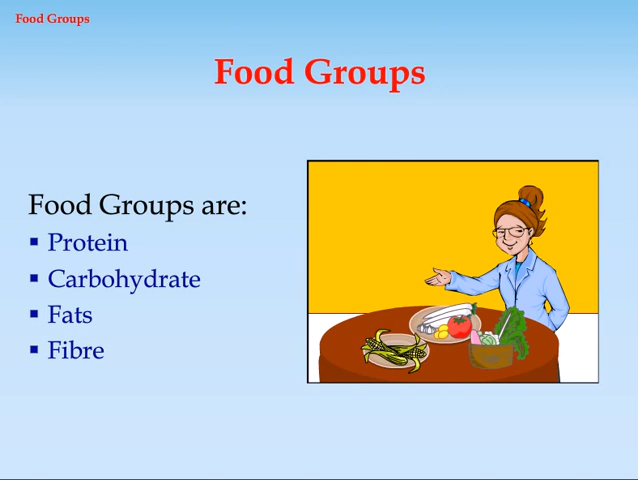 Food Groups
Food Groups
Food Groups are:
▪ Protein
▪ Carbohydrate
▪ Fats
▪ Fibre